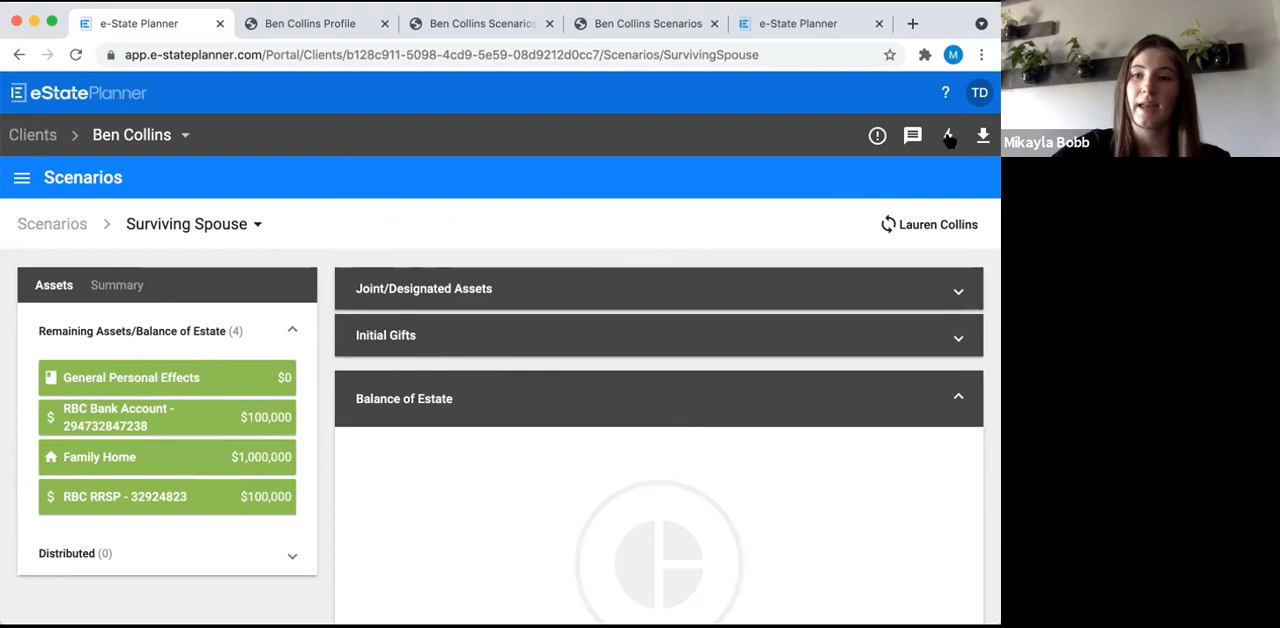 e-State Planner
Ben Collins Profile
Ben Collins Scenarios
Ben Collins Scenarios
e-State Planner
app.e-stateplanner.com/Portal/Clients/b128c911-5098-4cd9-5e59-08d9212d0cc7/Scenarios/SurvivingSpouse
M
eStatePlanner
?
TD
Clients > Ben Collins
Scenarios
Scenarios > Surviving Spouse
Lauren Collins
Assets Summary
Remaining Assets/Balance of Estate (4)
General Personal Effects $0
RBC Bank Account -
294732847238
$100,000
Family Home $1,000,000
RBC RRSP - 32924823 $100,000
Distributed (0)
Joint/Designated Assets
Initial Gifts
Balance of Estate
Mikayla Bobb